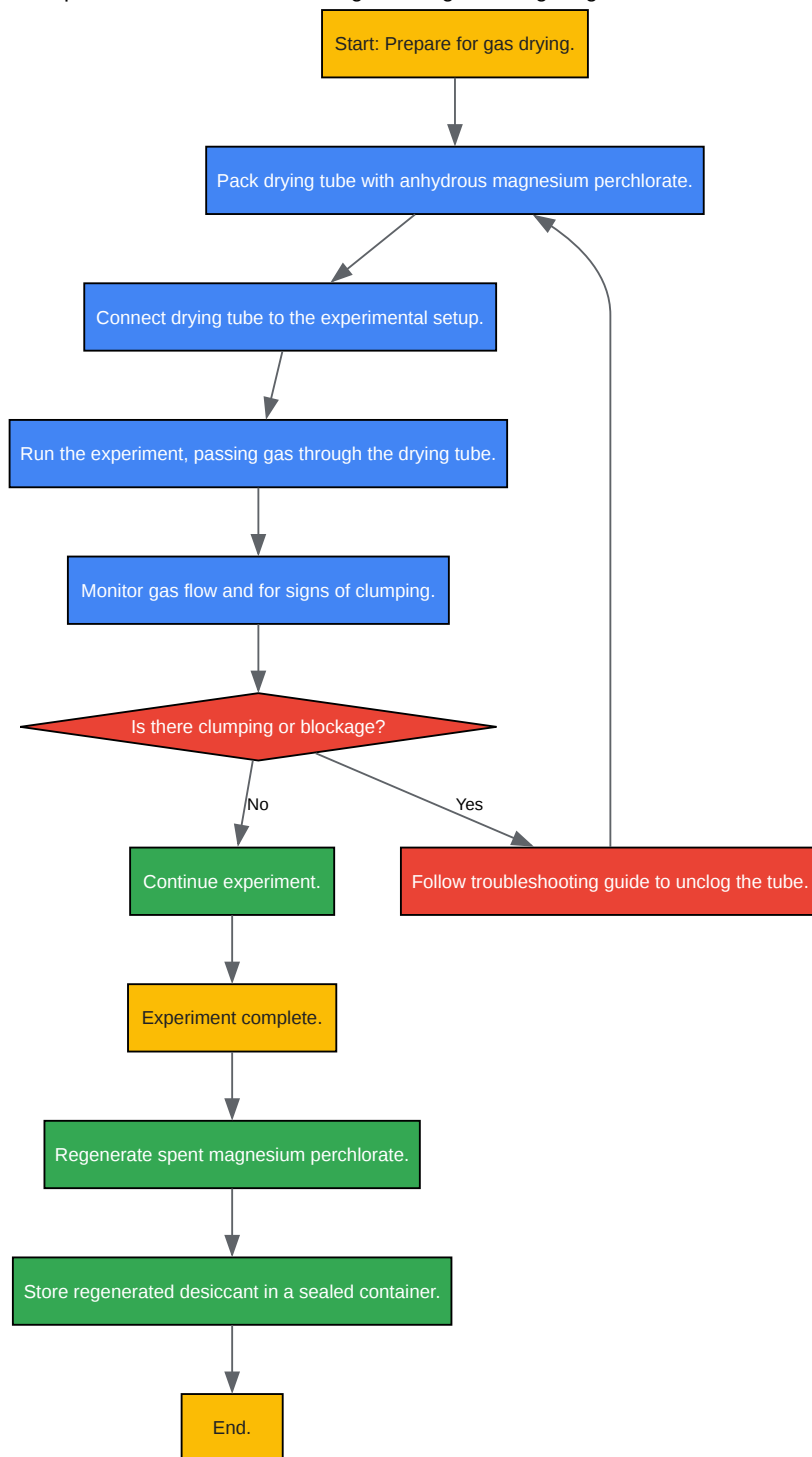 Start: Prepare for gas drying.
Pack drying tube with anhydrous magnesium perchlorate.
Connect drying tube to the experimental setup.
Run the experiment, passing gas through the drying tube.
Monitor gas flow and for signs of clumping.
Is there clumping or blockage?
No
Yes
Continue experiment.
Follow troubleshooting guide to unclog the tube.
Experiment complete.
Regenerate spent magnesium perchlorate.
Store regenerated desiccant in a sealed container.
End.